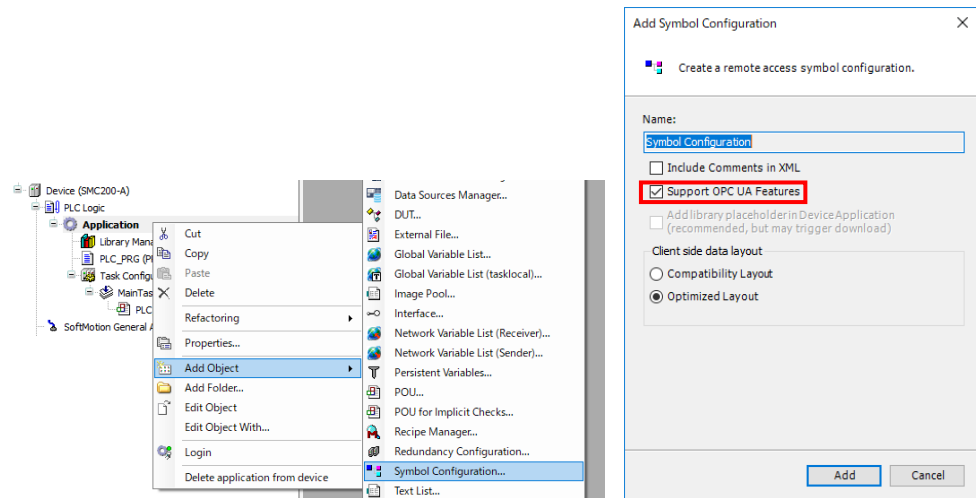 Device (SMC200-A)
PLC Logic
Application
Library Mana
PLC_PRG (P
Task Configu
MainTas
PLC
SoftMotion General A
Cut
Copy
Paste
Delete
Refactoring
Properties...
Add Object
Add Folder...
Edit Object
Edit Object With...
Login
Delete application from device
Data Sources Manager...
DUT...
External File...
Global Variable List...
Global Variable List (tasklocal)...
Image Pool...
Interface...
Network Variable List (Receiver)...
Network Variable List (Sender)...
Persistent Variables...
POU...
POU for Implicit Checks...
Recipe Manager...
Redundancy Configuration...
Symbol Configuration...
Text List...
Add Symbol Configuration
Create a remote access symbol configuration.
Name:
Symbol Configuration
Include Comments in XML
Support OPC UA Features
Add library placeholder in Device Application
(recommended, but may trigger download)
Client side data layout
Compatibility Layout
Optimized Layout
Add
Cancel